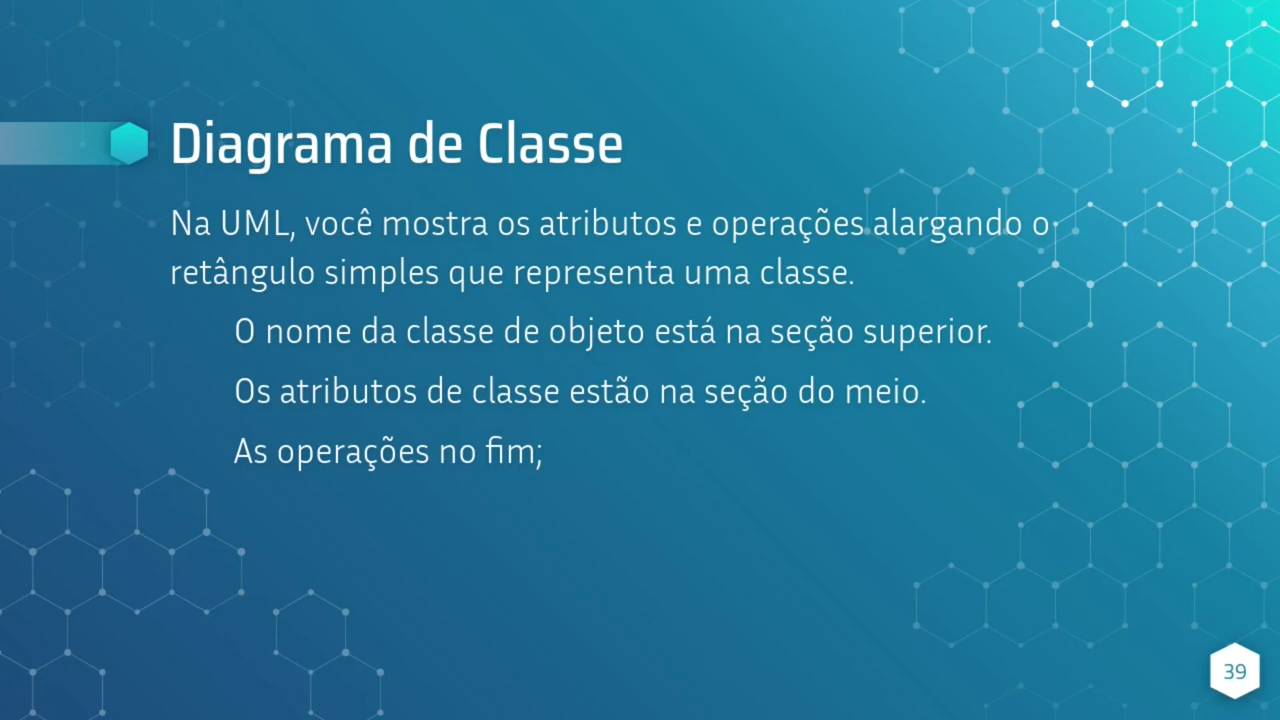 Diagrama de Classe
Na UML, você mostra os atributos e operações alargando o
retângulo simples que representa uma classe.
O nome da classe de objeto está na seção superior.
Os atributos de classe estão na seção do meio.
As operações no fim;
39